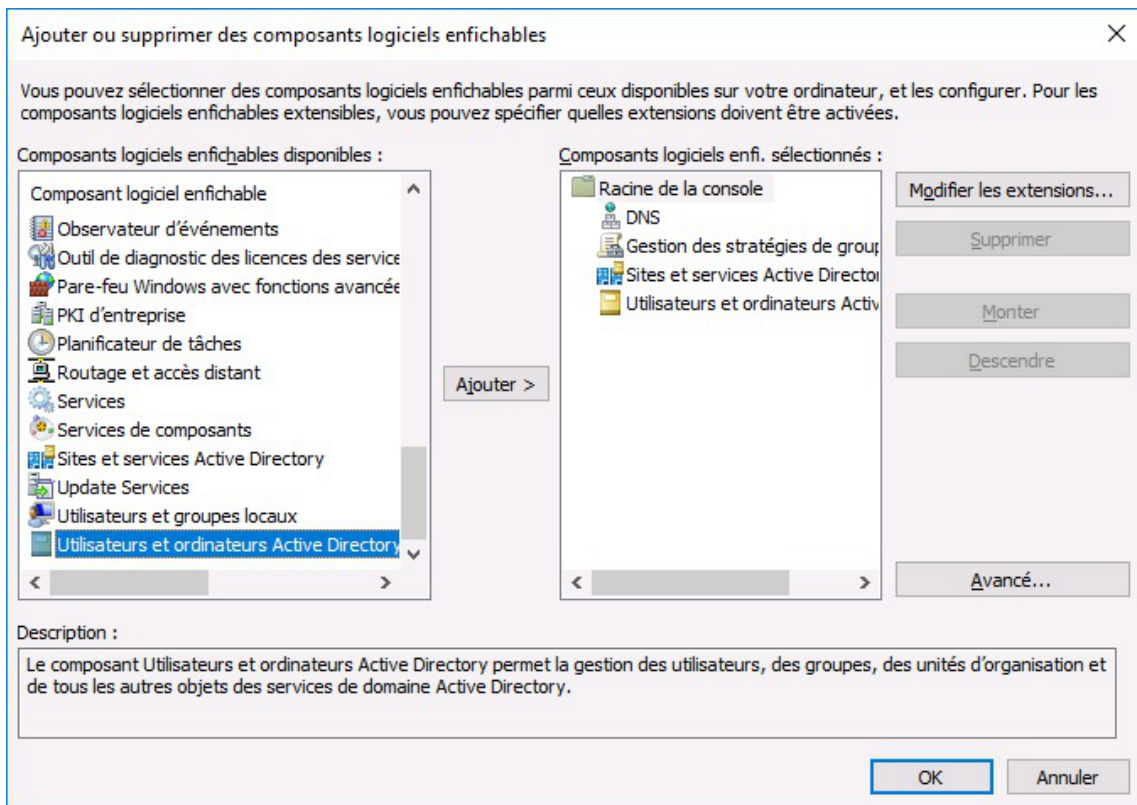 Ajouter ou supprimer des composants logiciels enfichables
Vous pouvez sélectionner des composants logiciels enfichables parmi ceux disponibles sur votre ordinateur, et les configurer. Pour les
composants logiciels enfichables extensibles, vous pouvez spécifier quelles extensions doivent être activées.
Composants logiciels enfichables disponibles :
Composant logiciel enfichable
Observateur d'événements
Outil de diagnostic des licences des service
Pare-feu Windows avec fonctions avancée
PKI d'entreprise
Planificateur de tâches
Routage et accès distant
Services
Services de composants
Sites et services Active Directory
Update Services
Utilisateurs et groupes locaux
Utilisateurs et ordinateurs Active Directory
Ajouter >
Composants logiciels enfi. sélectionnés :
Racine de la console
DNS
Gestion des stratégies de group
Sites et services Active Director
Utilisateurs et ordinateurs Activ
Modifier les extensions...
Supprimer
Monter
Descendre
Avancé...
Description :
Le composant Utilisateurs et ordinateurs Active Directory permet la gestion des utilisateurs, des groupes, des unités d'organisation et
de tous les autres objets des services de domaine Active Directory.
OK
Annuler